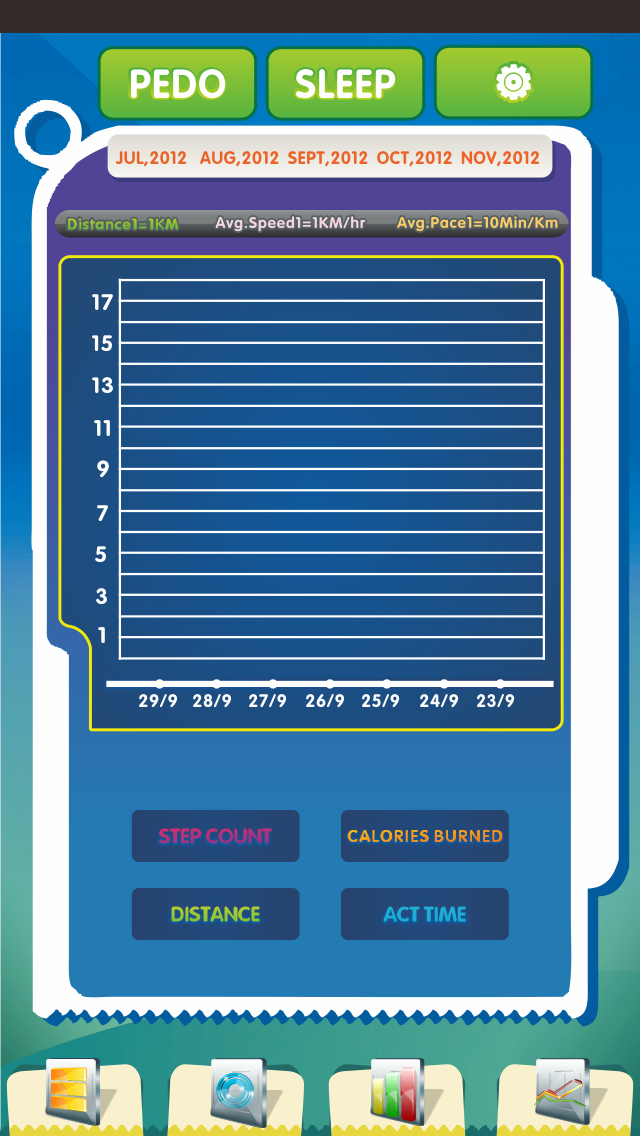 PEDO SLEEP
JUL,2012 AUG,2012 SEPT,2012 OCT,2012 NOV,2012
Distance1=1KM Avg.Speed1=1KM/hr Avg.Pace1=10Min/Km
17
15
13
11
9
7
5
3
1
29/9 28/9 27/9 26/9 25/9 24/9 23/9
STEP COUNT CALORIES BURNED
DISTANCE ACT TIME